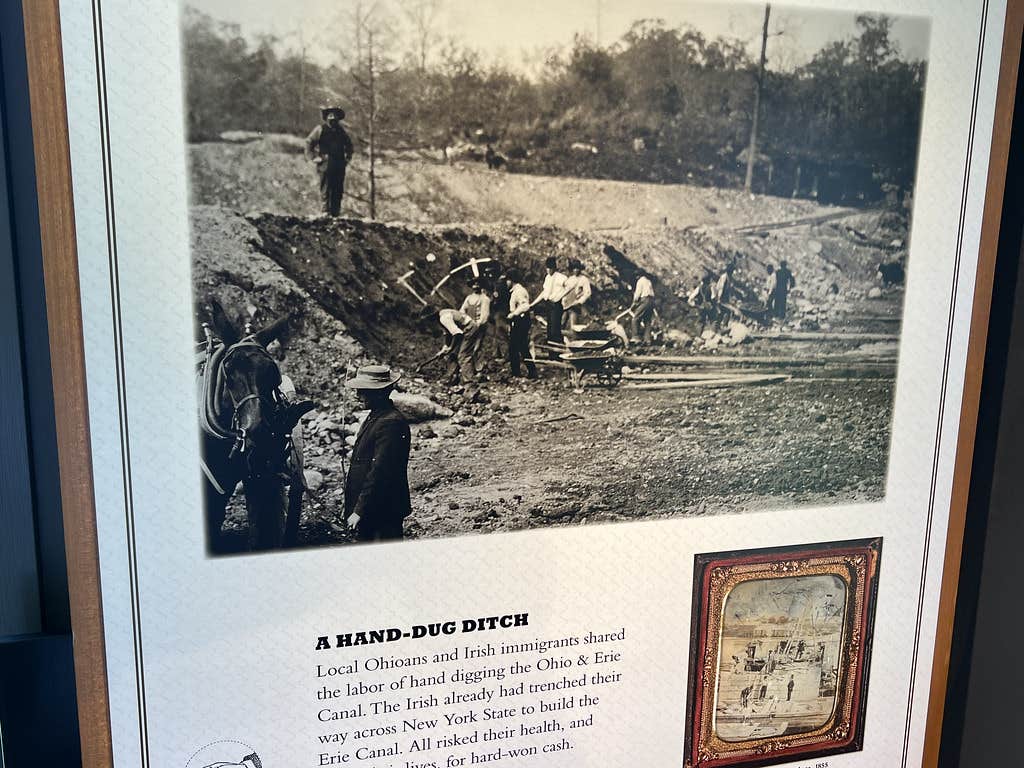 A HAND-DUG DITCH
Local Ohioans and Irish immigrants shared
the labor of hand digging the Ohio & Erie
Canal. The Irish already had trenched their
way across New York State to build the
Erie Canal. All risked their health, and
lives, for hard-won cash.
1855